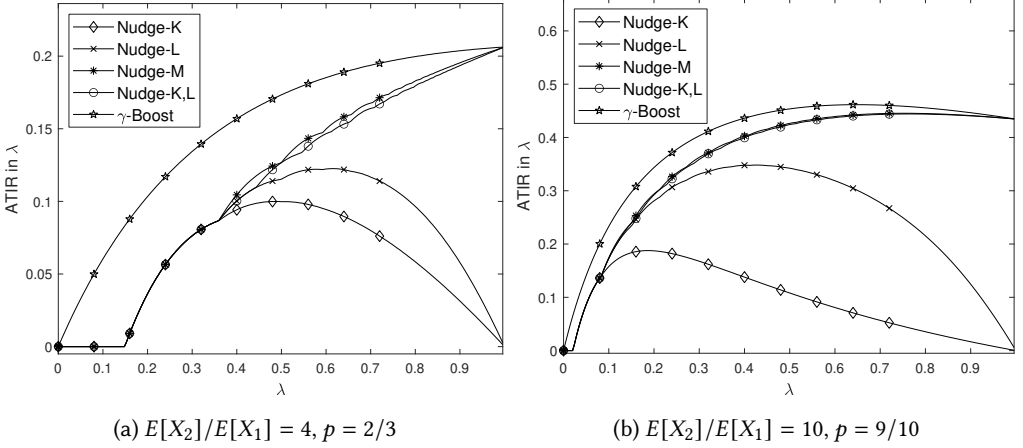 Nudge-K
Nudge-L
Nudge-M
Nudge-K,L
γ-Boost
ATIR in λ
0.2
0.15
0.1
0.05
0
0 0.1 0.2 0.3 0.4 0.5 0.6 0.7 0.8 0.9
λ
(a) E[X₂]/E[X₁] = 4, p = 2/3
Nudge-K
Nudge-L
Nudge-M
Nudge-K,L
γ-Boost
ATIR in λ
0.6
0.5
0.4
0.3
0.2
0.1
0
0 0.1 0.2 0.3 0.4 0.5 0.6 0.7 0.8 0.9
λ
(b) E[X₂]/E[X₁] = 10, p = 9/10